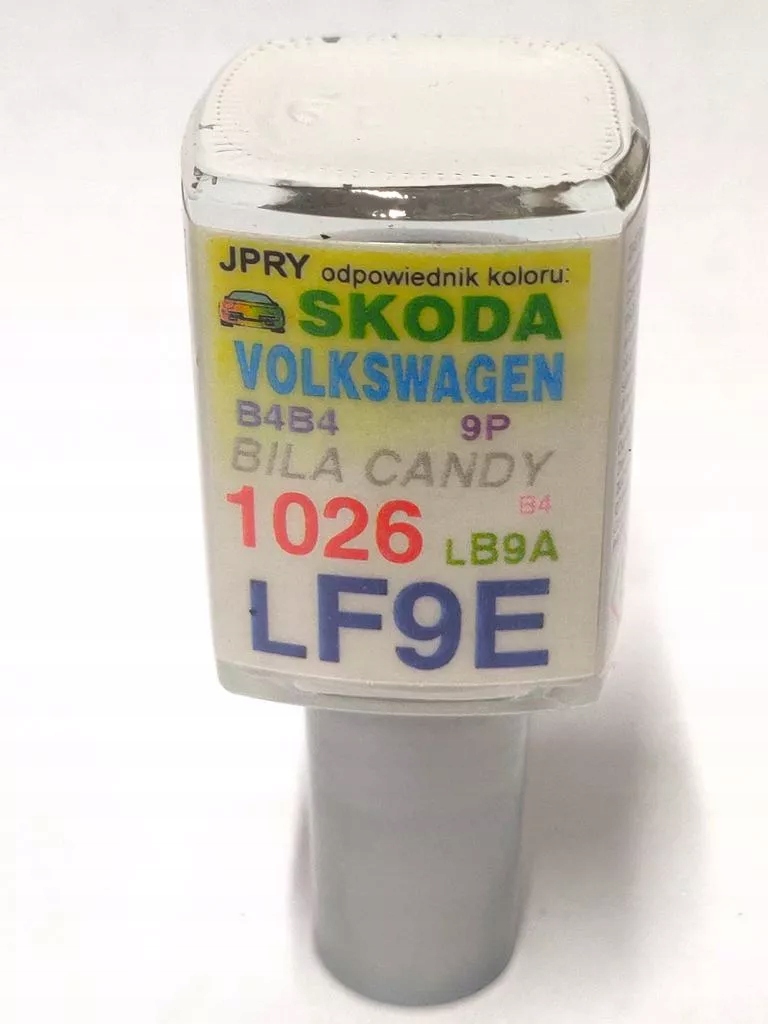 JPRY odpowiednik koloru:
SKODA
VOLKSWAGEN
B4B4 9P
BILA CANDY
1026 B4
LB9A
LF9E